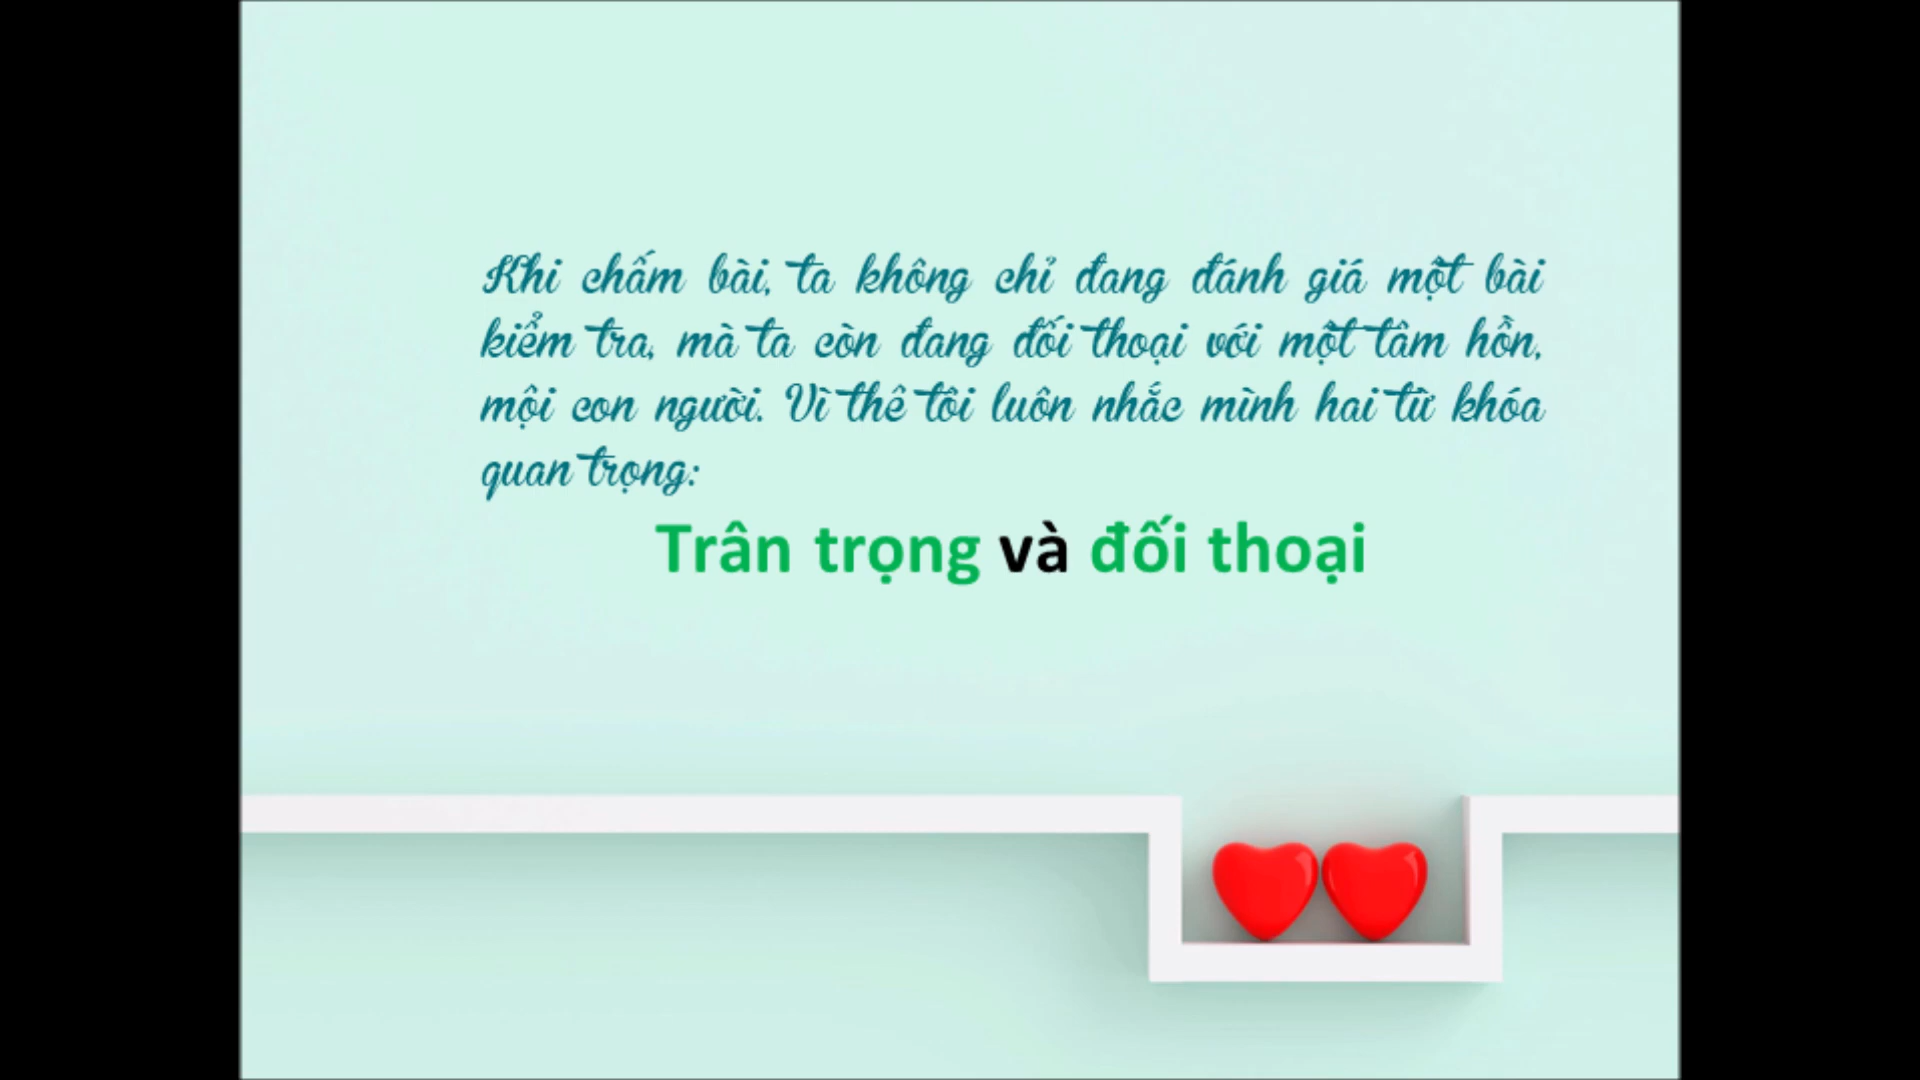 Khi chấm bài, ta không chỉ đang đánh giá một bài
kiểm tra, mà ta còn đang đối thoại với một tâm hồn,
mội con người. Vì thê tôi luôn nhắc mình hai từ khóa
quan trọng:
Trân trọng và đối thoại